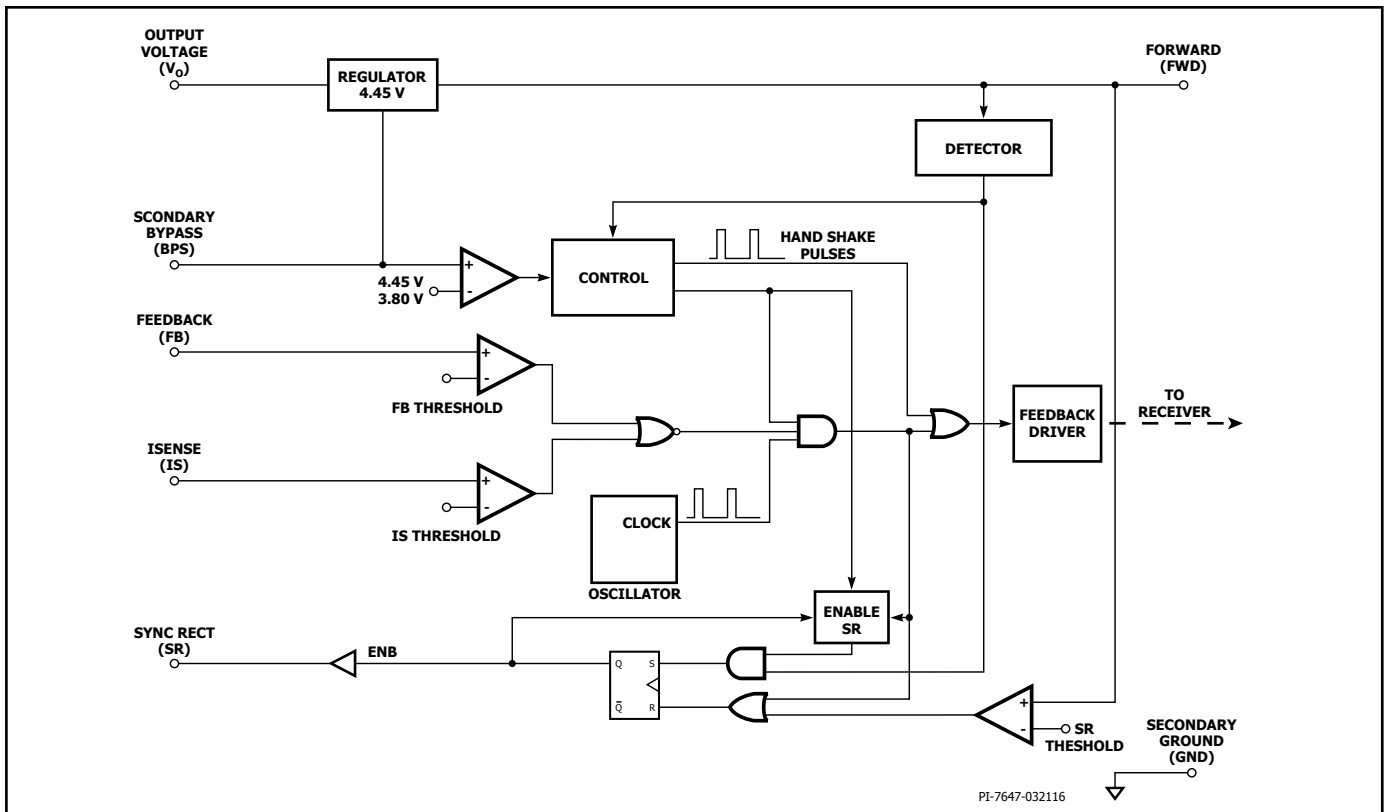 OUTPUT
VOLTAGE
(VO)
REGULATOR
4.45 V
FORWARD
(FWD)
DETECTOR
SCONDARY
BYPASS
(BPS)
+
-
4.45 V
3.80 V
CONTROL
HAND SHAKE
PULSES
FEEDBACK
(FB)
+
-
FB THRESHOLD
FEEDBACK
DRIVER
TO
RECEIVER
ISENSE
(IS)
+
-
IS THRESHOLD
CLOCK
OSCILLATOR
ENABLE
SR
SYNC RECT
(SR)
ENB
Q
S
Q̅
R
+
-
SR
THESHOLD
SECONDARY
GROUND
(GND)
PI-7647-032116